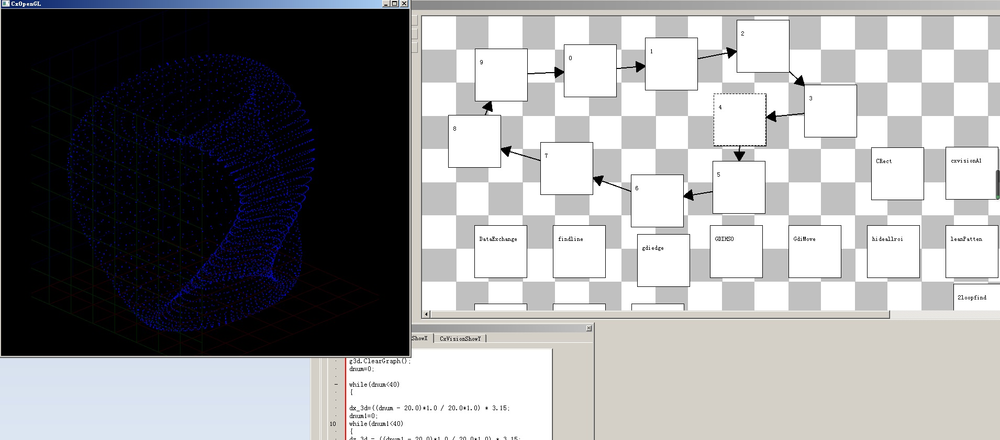 CxOpenGL
2
1
0
9
3
4
8
7
CRect
cxvisionA1
5
6
DataExchange
findline
gdiedge
GDIHSO
GdiMove
hideallroi
leanPatten
2loopfind
ShowX
CxVisionShowY
g3d.ClearGraph();
dnum=0;
while(dnum<40)
{
dx_3d=((dnum - 20.0)*1.0 / 20.0*1.0) * 3.15;
dnum1=0;
10 while(dnum1<40)
{
dz_3d = ((dnum1 - 20.0)*1.0 / 20.0*1.0) * 3.15;